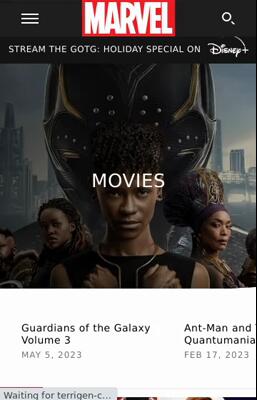 MARVEL
STREAM THE GOTG: HOLIDAY SPECIAL ON Disney+
MOVIES
Guardians of the Galaxy
Volume 3
MAY 5, 2023
Ant-Man and
Quantumania
FEB 17, 2023
Waiting for terrigen-c...